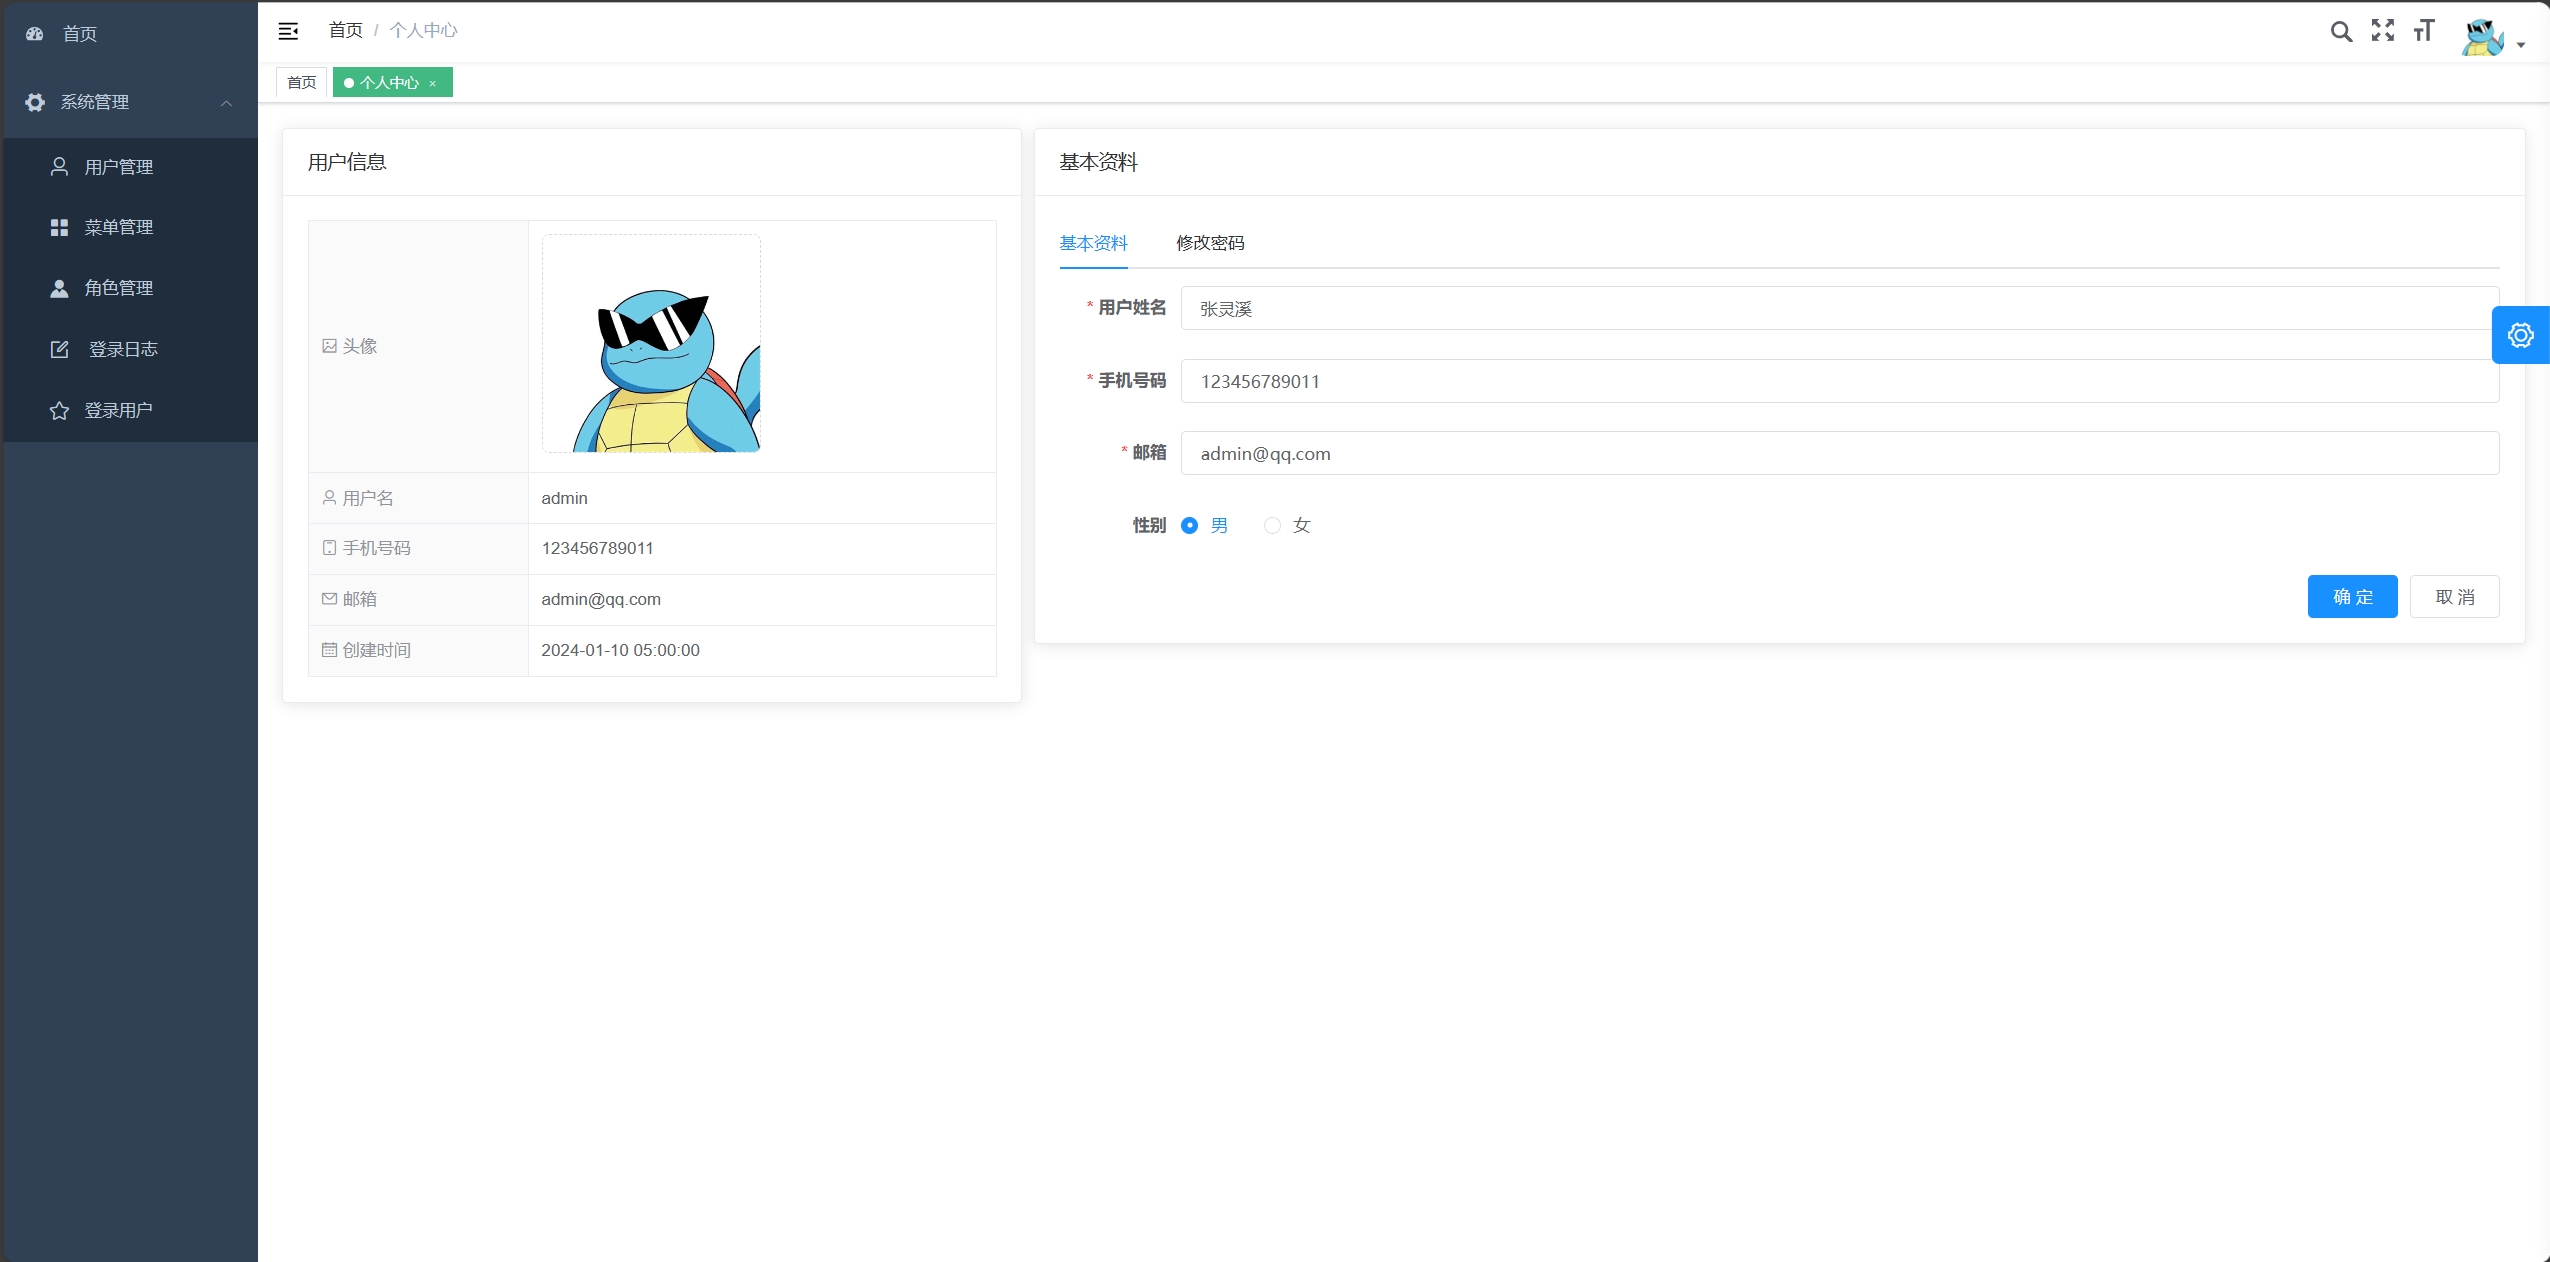 首页
系统管理
用户管理
菜单管理
角色管理
登录日志
登录用户
首页 / 个人中心
首页
个人中心 ×
用户信息
头像
用户名 admin
手机号码 123456789011
邮箱 admin@qq.com
创建时间 2024-01-10 05:00:00
基本资料
基本资料 修改密码
* 用户姓名 张灵溪
* 手机号码 123456789011
* 邮箱 admin@qq.com
性别 男 女
确 定 取 消